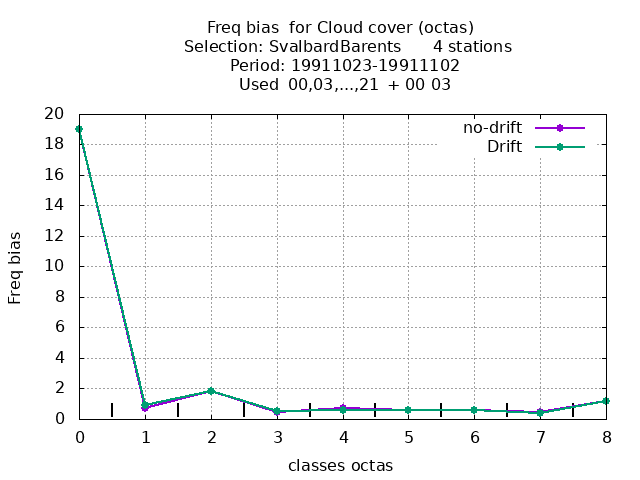 Freq bias  for Cloud cover (octas)
Selection: SvalbardBarents      4 stations
Period: 19911023-19911102
Used  00,03,...,21  + 00 03
no-drift
Drift
Freq bias
20
18
16
14
12
10
8
6
4
2
0
0 1 2 3 4 5 6 7 8
classes octas